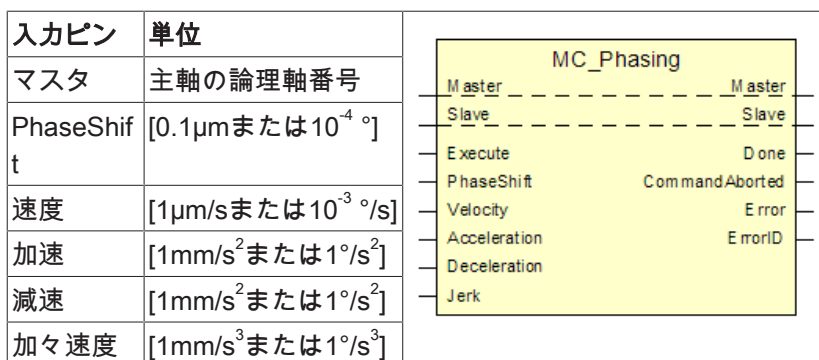 入力ピン 単位
マスタ 主軸の論理軸番号
PhaseShif
t [0.1µmまたは10⁻⁴ °]
速度 [1µm/sまたは10⁻³ °/s]
加速 [1mm/s²または1°/s²]
減速 [1mm/s²または1°/s²]
加々速度 [1mm/s³または1°/s³]
MC_Phasing
Master Master
Slave Slave
Execute Done
PhaseShift CommandAborted
Velocity Error
Acceleration ErrorID
Deceleration
Jerk